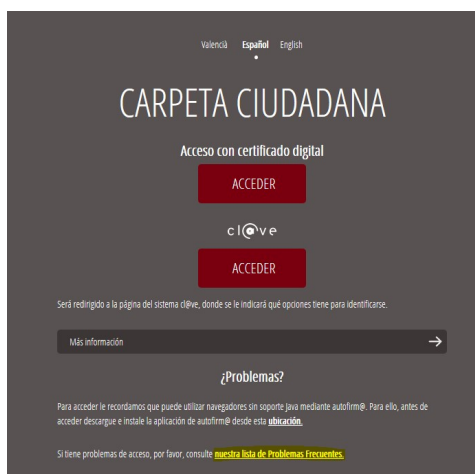 Valencià Español English
CARPETA CIUDADANA
Acceso con certificado digital
ACCEDER
cl@ve
ACCEDER
Será redirigido a la página del sistema cl@ve, donde se le indicará qué opciones tiene para identificarse.
Más información
¿Problemas?
Para acceder le recordamos que puede utilizar navegadores sin soporte Java mediante autofirm@. Para ello, antes de
acceder descargue e instale la aplicación de autofirm@ desde esta ubicación.
Si tiene problemas de acceso, por favor, consulte nuestra lista de Problemas Frecuentes.